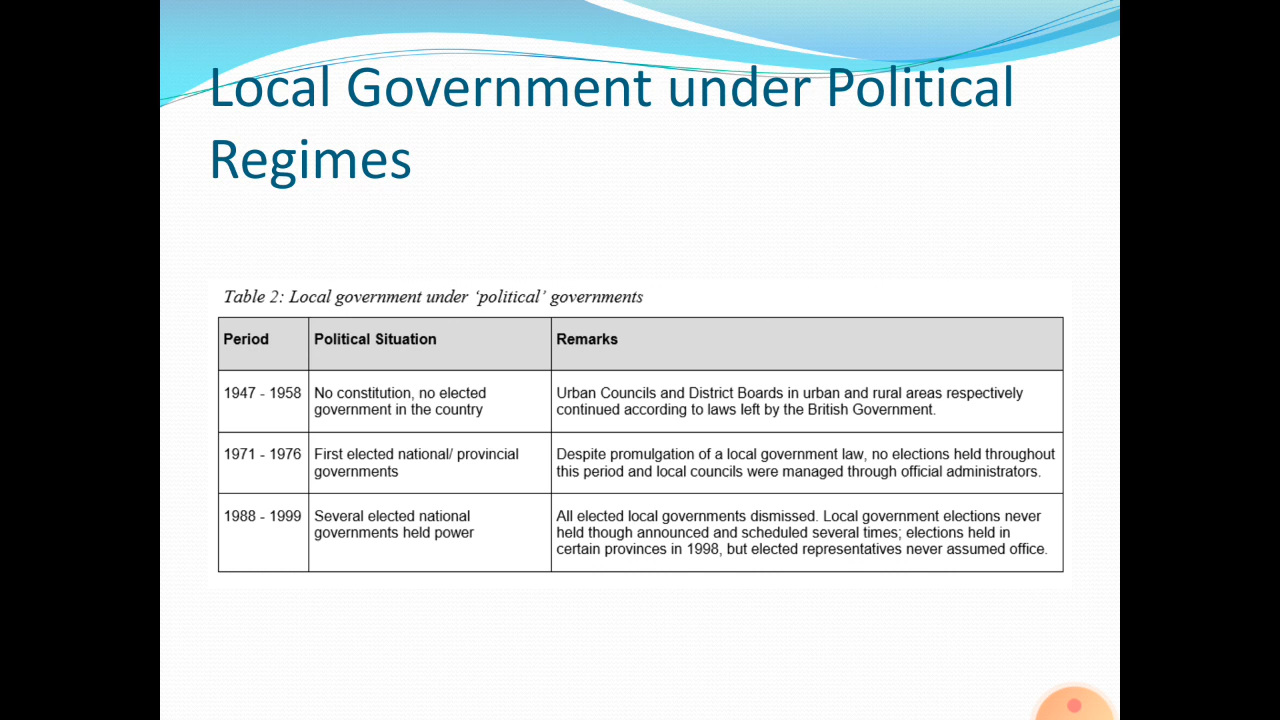 Local Government under Political
Regimes
Table 2: Local government under ‘political’ governments
Period Political Situation Remarks
1947 - 1958 No constitution, no elected government in the country Urban Councils and District Boards in urban and rural areas respectively continued according to laws left by the British Government.
1971 - 1976 First elected national/ provincial governments Despite promulgation of a local government law, no elections held throughout this period and local councils were managed through official administrators.
1988 - 1999 Several elected national governments held power All elected local governments dismissed. Local government elections never held though announced and scheduled several times; elections held in certain provinces in 1998, but elected representatives never assumed office.